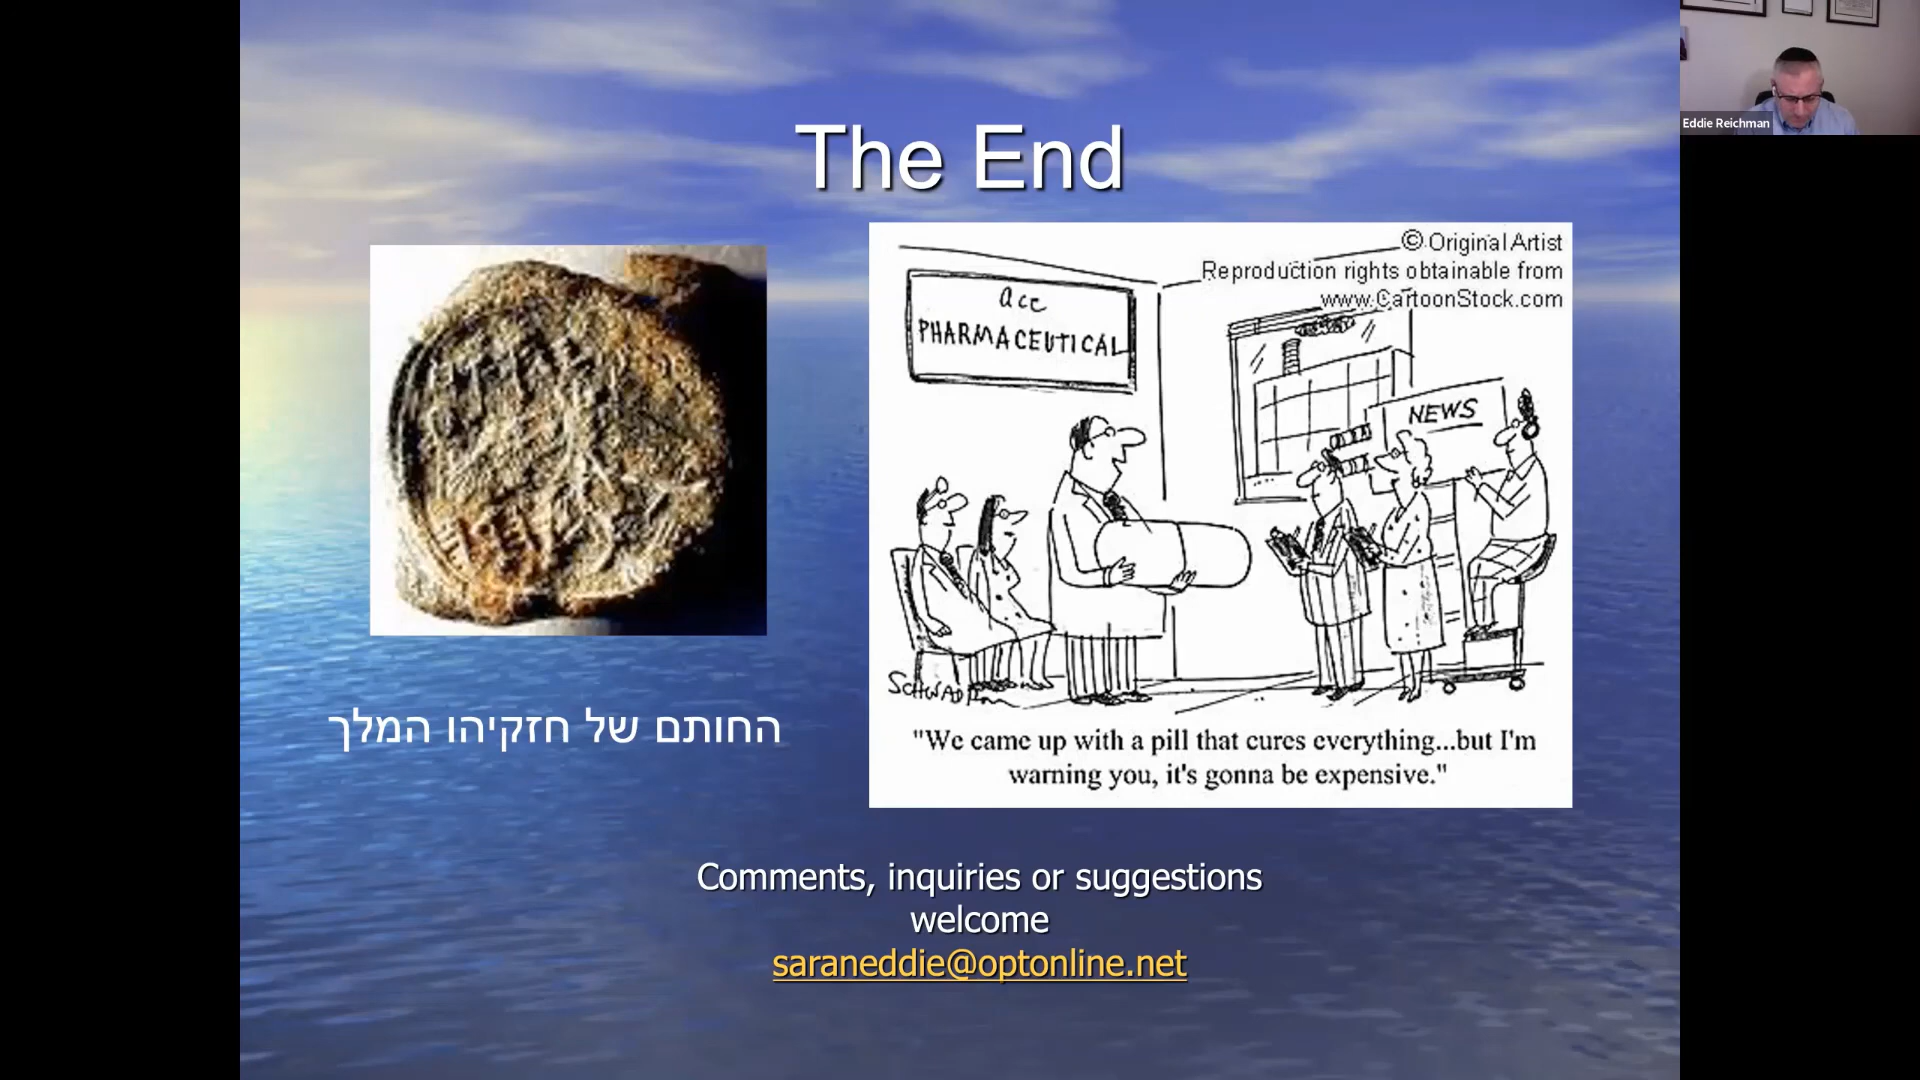 The End
© Original Artist
Reproduction rights obtainable from
www.CartoonStock.com
acc
PHARMACEUTICAL
NEWS
"We came up with a pill that cures everything...but I'm
warning you, it's gonna be expensive."
החותם של חזקיהו המלך
Comments, inquiries or suggestions
welcome
saraneddie@optonline.net
Eddie Reichman